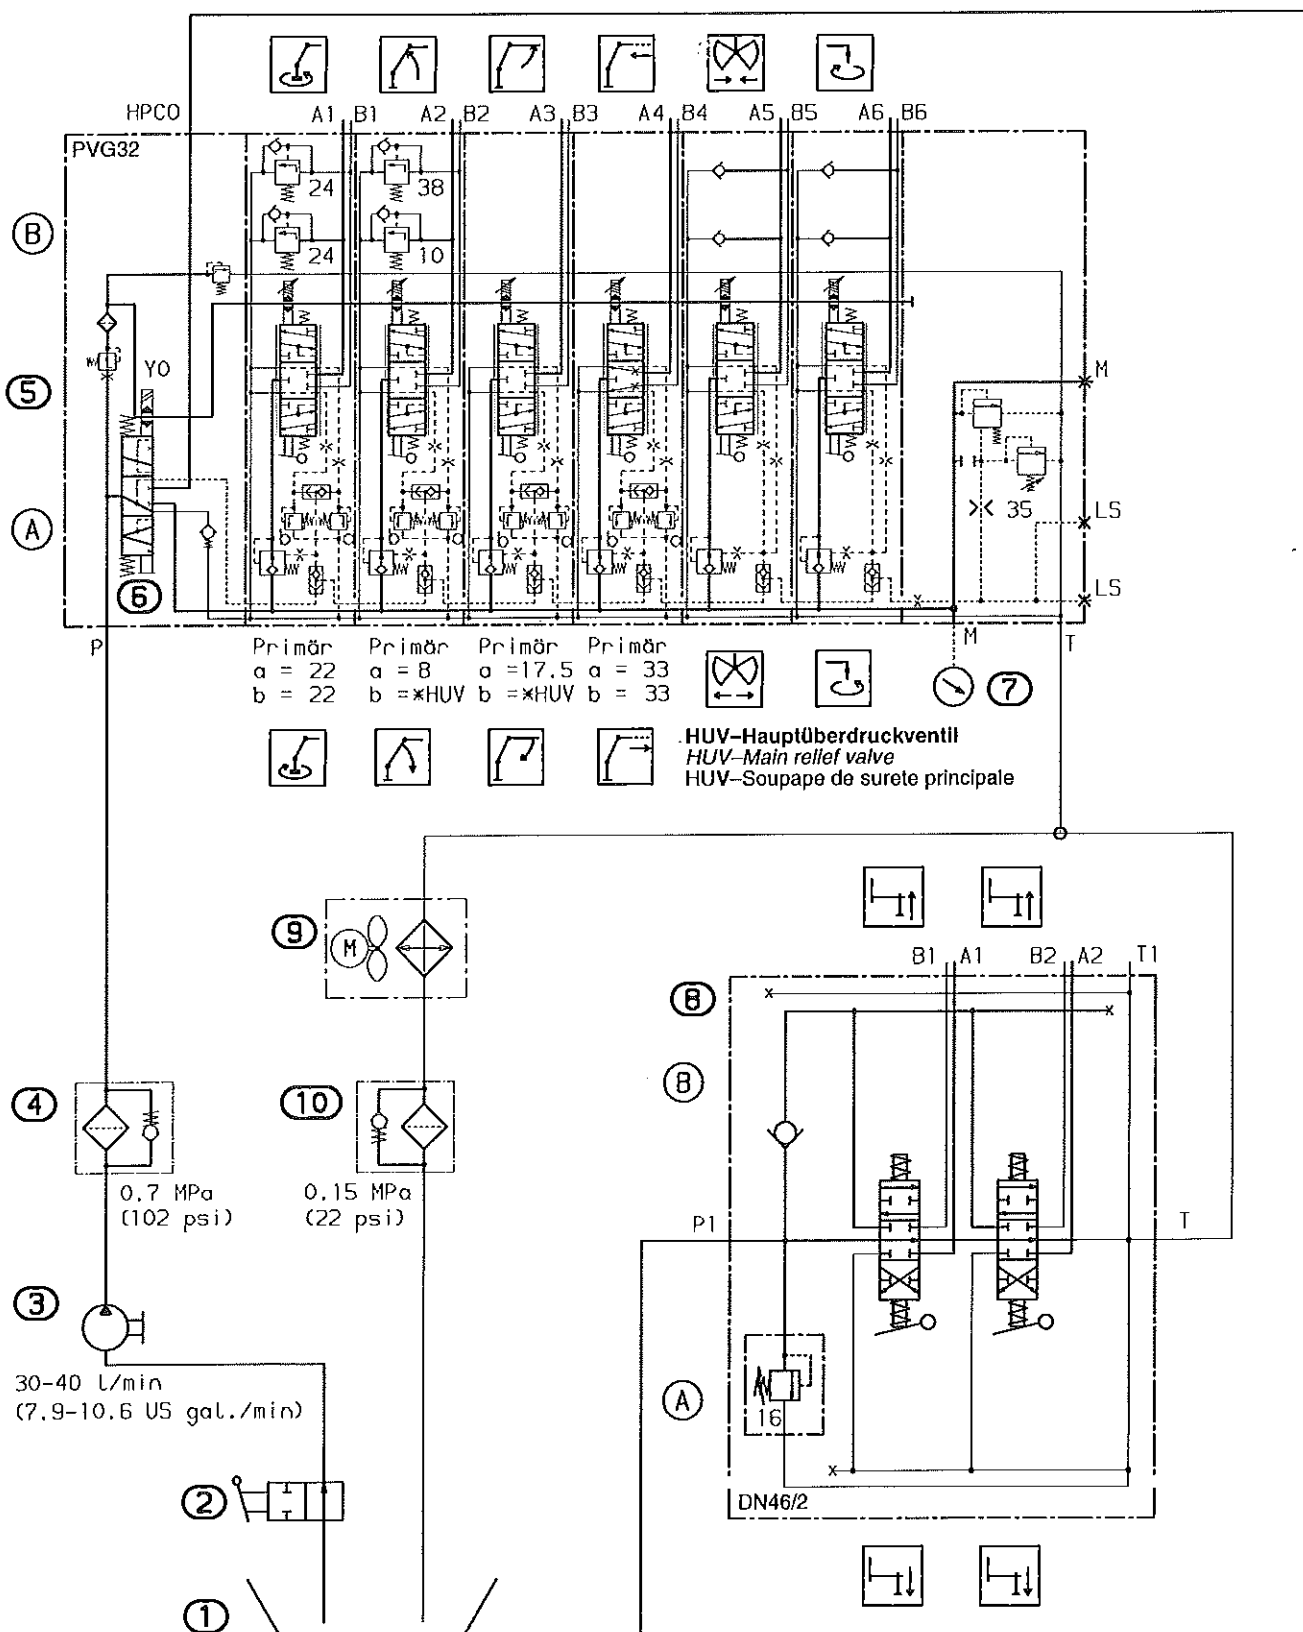 HPCO A1 B1 A2 B2 A3 B3 A4 B4 A5 B5 A6 B6
PVG32
24 38
B
24 10
Y0
5
M
A
35 LS
6
LS
P
M T
Primär Primär Primär Primär
a = 22 a = 8 a =17.5 a = 33
b = 22 b =*HUV b =*HUV b = 33
7
HUV–Hauptüberdruckventil
HUV–Main relief valve
HUV–Soupape de surete principale
9
M
B1 A1 B2 A2 T1
8
B
4
10
0.7 MPa 0.15 MPa
(102 psi) (22 psi)
P1 T
3
30-40 l/min
(7.9-10.6 US gal./min)
A
16
2
DN46/2
1